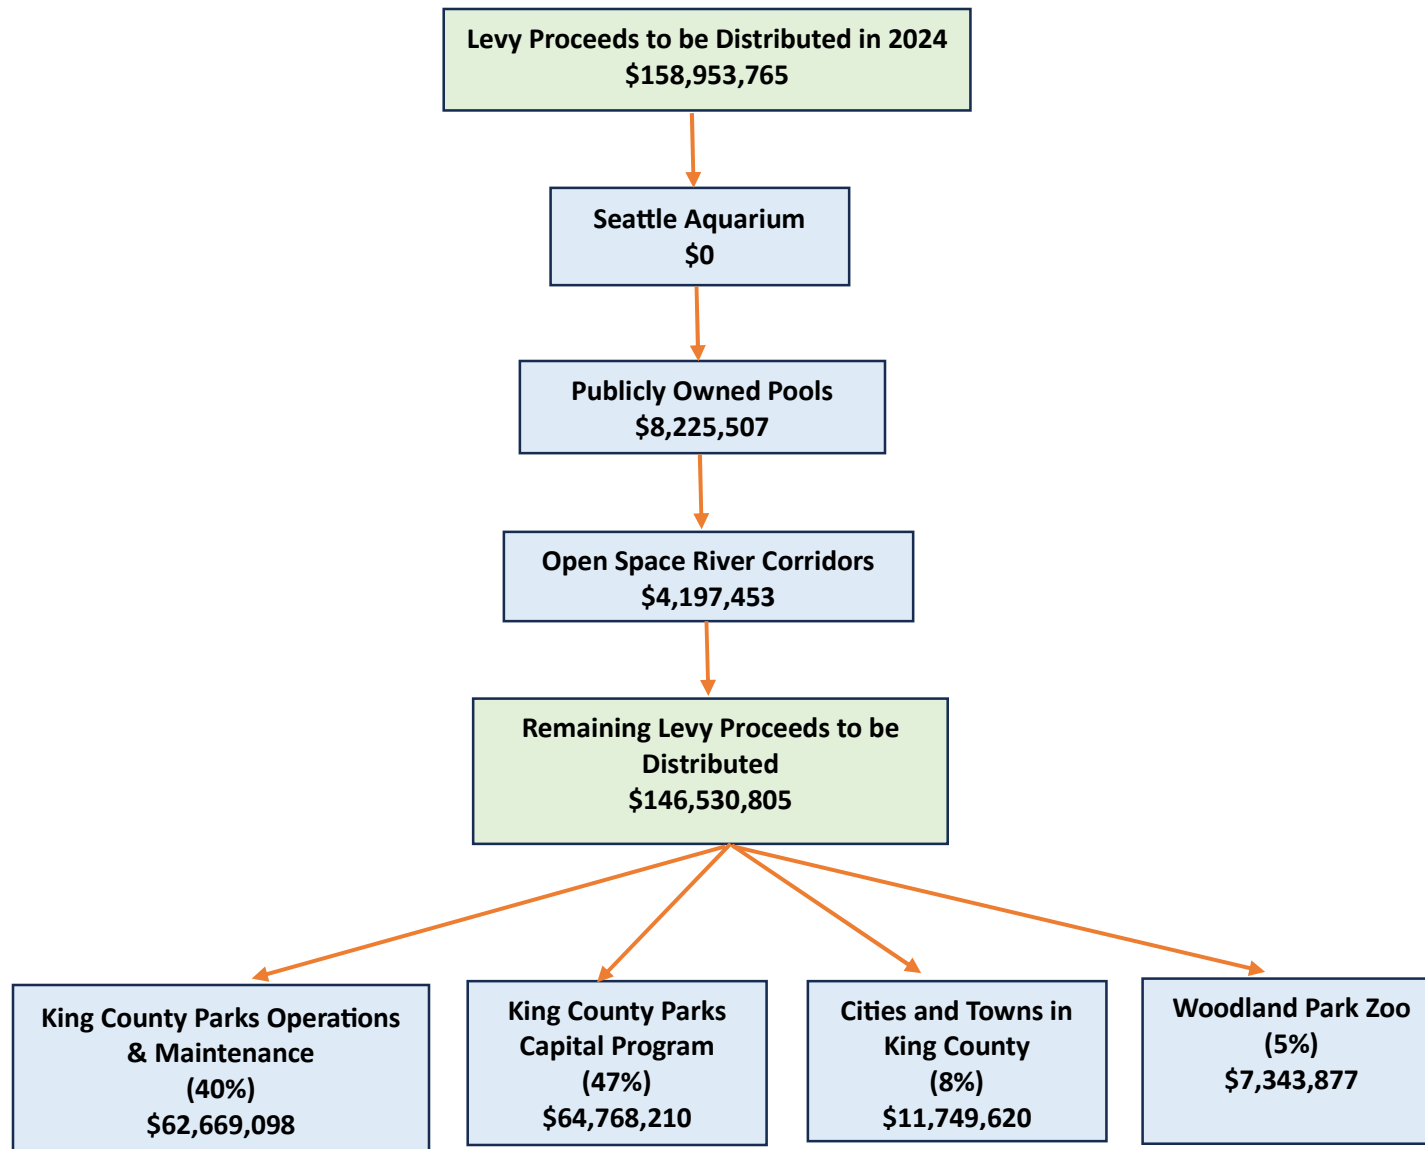 Levy Proceeds to be Distributed in 2024
$158,953,765
Seattle Aquarium
$0
Publicly Owned Pools
$8,225,507
Open Space River Corridors
$4,197,453
Remaining Levy Proceeds to be
Distributed
$146,530,805
King County Parks Operations
& Maintenance
(40%)
$62,669,098
King County Parks
Capital Program
(47%)
$64,768,210
Cities and Towns in
King County
(8%)
$11,749,620
Woodland Park Zoo
(5%)
$7,343,877